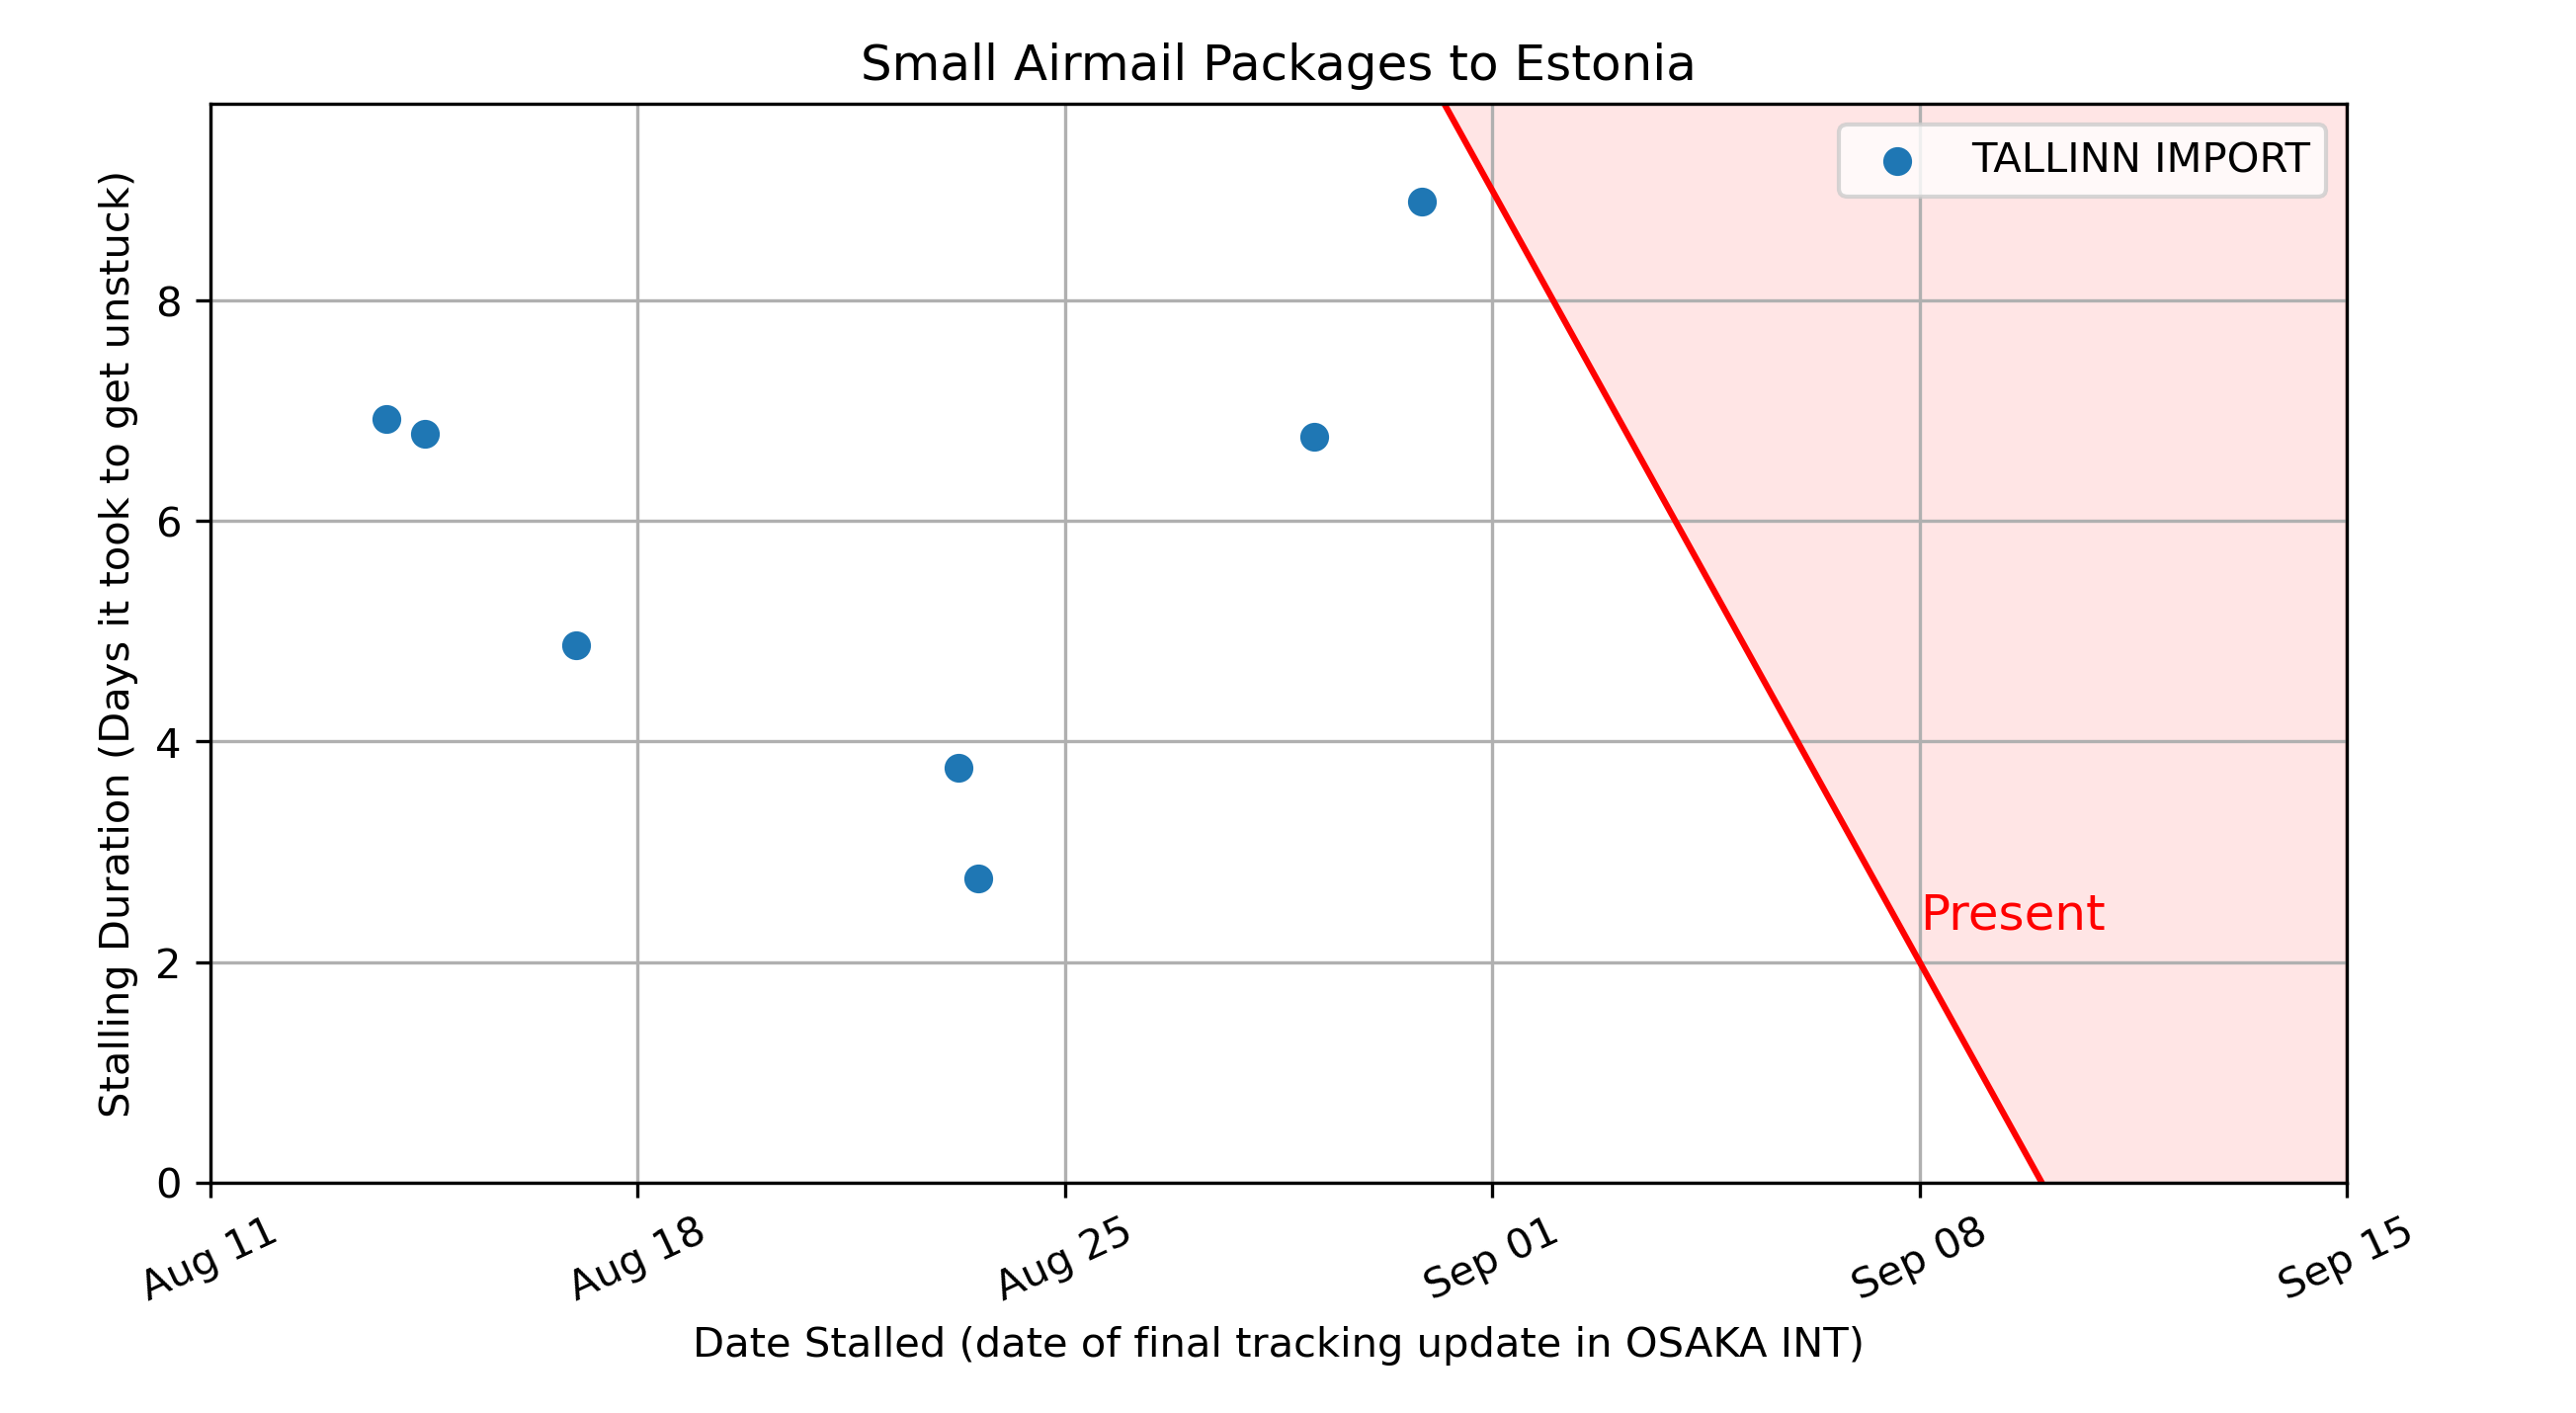 Small Airmail Packages to Estonia
TALLINN IMPORT
Stalling Duration (Days it took to get unstuck)
8
6
4
2
0
Present
Aug 11
Aug 18
Aug 25
Sep 01
Sep 08
Sep 15
Date Stalled (date of final tracking update in OSAKA INT)